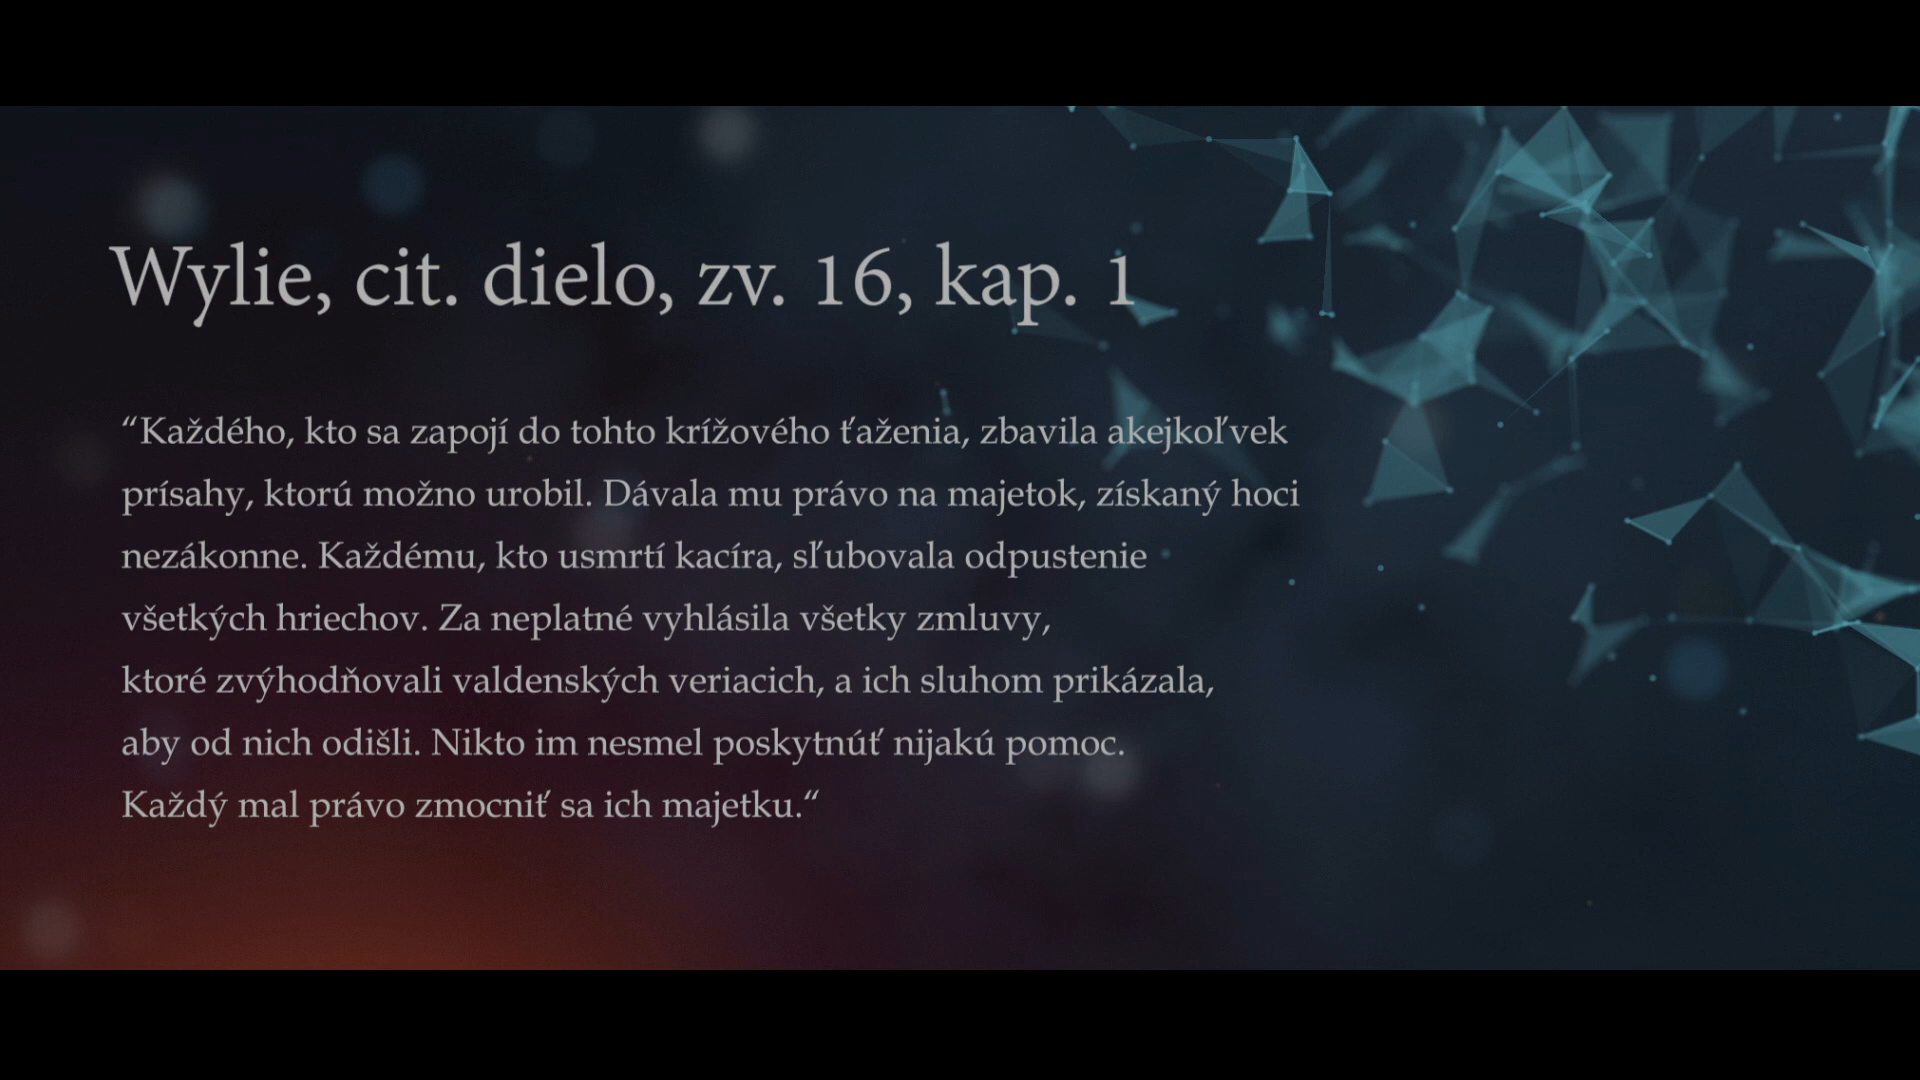 Wylie, cit. dielo, zv. 16, kap. 1
“Každého, kto sa zapojí do tohto krížového ťaženia, zbavila akejkoľvek
prísahy, ktorú možno urobil. Dávala mu právo na majetok, získaný hoci
nezákonne. Každému, kto usmrtí kacíra, sľubovala odpustenie
všetkých hriechov. Za neplatné vyhlásila všetky zmluvy,
ktoré zvýhodňovali valdenských veriacich, a ich sluhom prikázala,
aby od nich odišli. Nikto im nesmel poskytnúť nijakú pomoc.
Každý mal právo zmocniť sa ich majetku.“